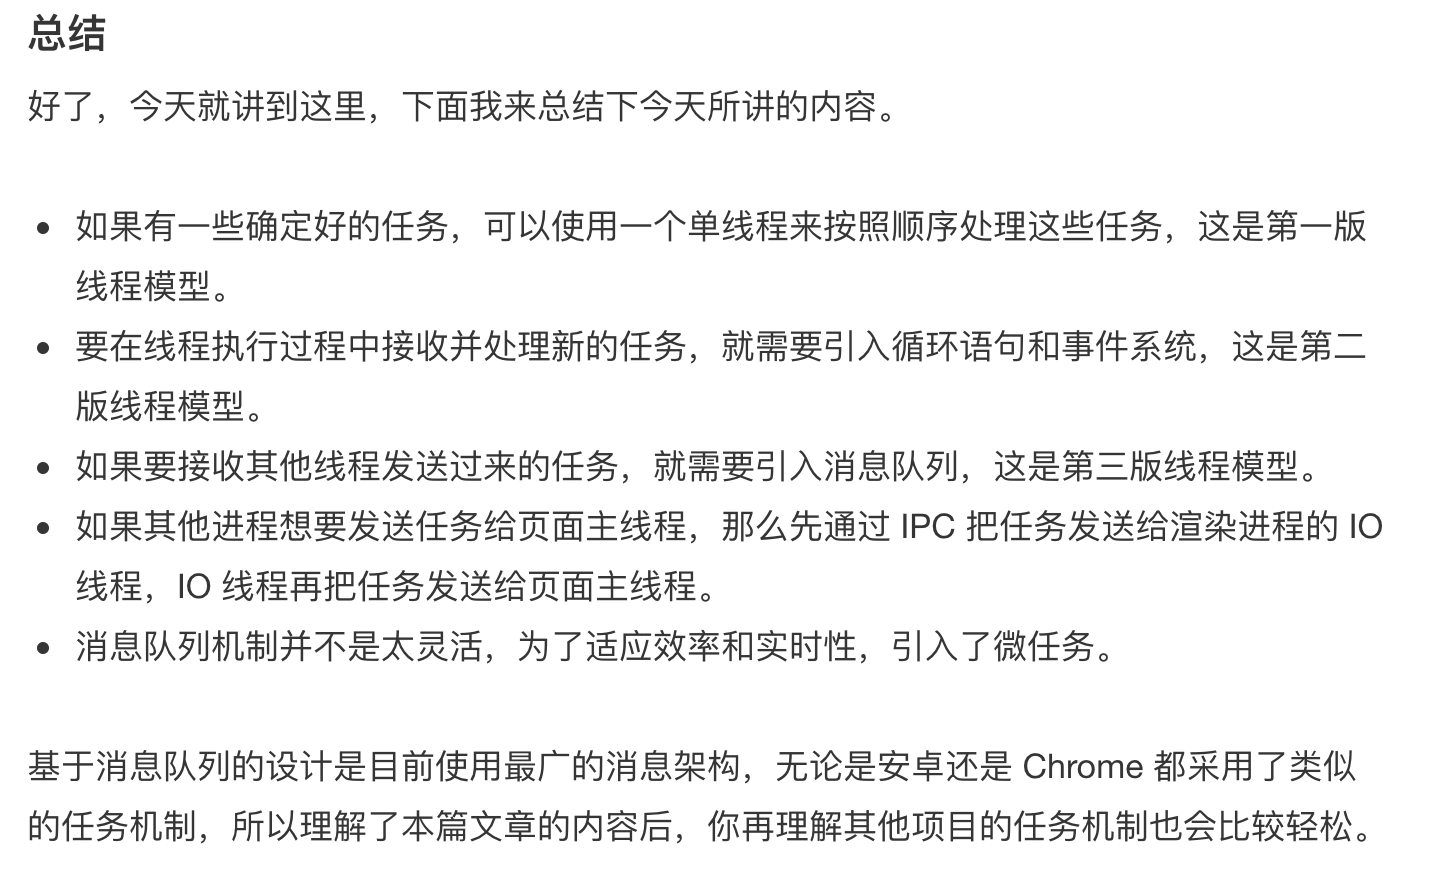 总结
好了，今天就讲到这里，下面我来总结下今天所讲的内容。
如果有一些确定好的任务，可以使用一个单线程来按照顺序处理这些任务，这是第一版
线程模型。
要在线程执行过程中接收并处理新的任务，就需要引入循环语句和事件系统，这是第二
版线程模型。
如果要接收其他线程发送过来的任务，就需要引入消息队列，这是第三版线程模型。
如果其他进程想要发送任务给页面主线程，那么先通过 IPC 把任务发送给渲染进程的 IO
线程，IO 线程再把任务发送给页面主线程。
消息队列机制并不是太灵活，为了适应效率和实时性，引入了微任务。
基于消息队列的设计是目前使用最广的消息架构，无论是安卓还是 Chrome 都采用了类似
的任务机制，所以理解了本篇文章的内容后，你再理解其他项目的任务机制也会比较轻松。